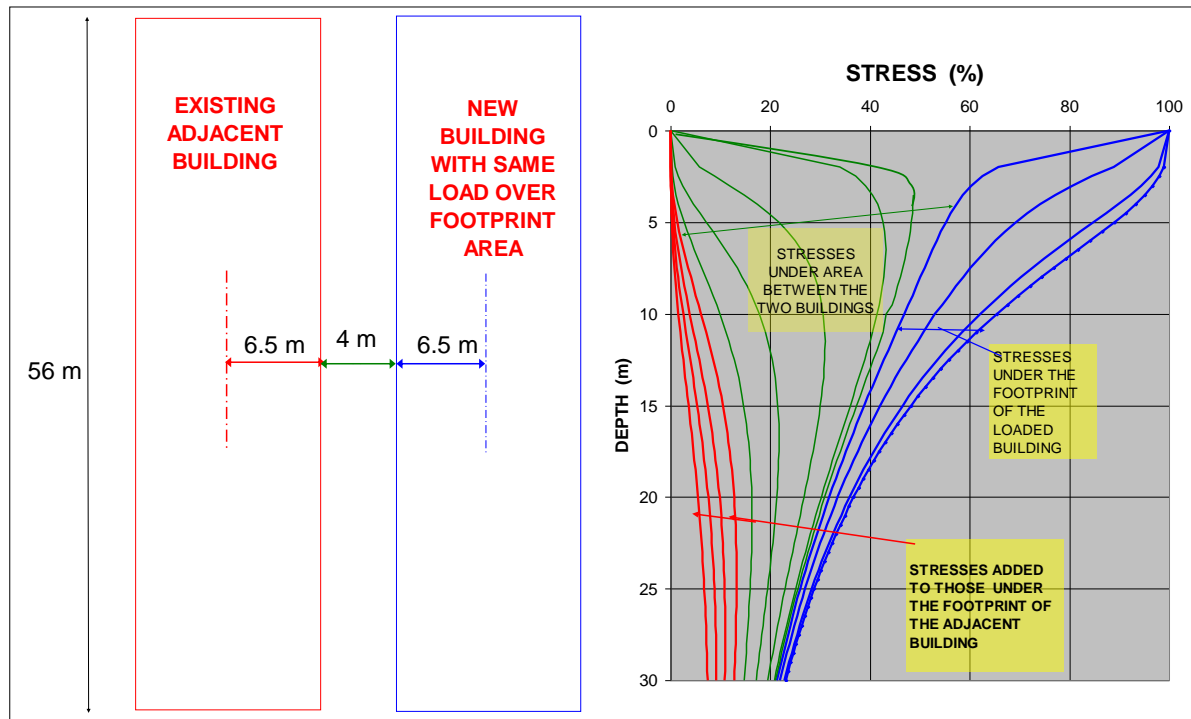 EXISTING
ADJACENT
BUILDING
NEW
BUILDING
WITH SAME
LOAD OVER
FOOTPRINT
AREA
6.5 m
4 m
6.5 m
56 m
STRESS (%)
0
20
40
60
80
100
0
5
10
15
20
25
30
DEPTH (m)
STRESSES
UNDER AREA
BETWEEN THE
TWO BUILDINGS
STRESSES
UNDER THE
FOOTPRINT
OF THE
LOADED
BUILDING
STRESSES ADDED
TO THOSE UNDER
THE FOOTPRINT OF
THE ADJACENT
BUILDING